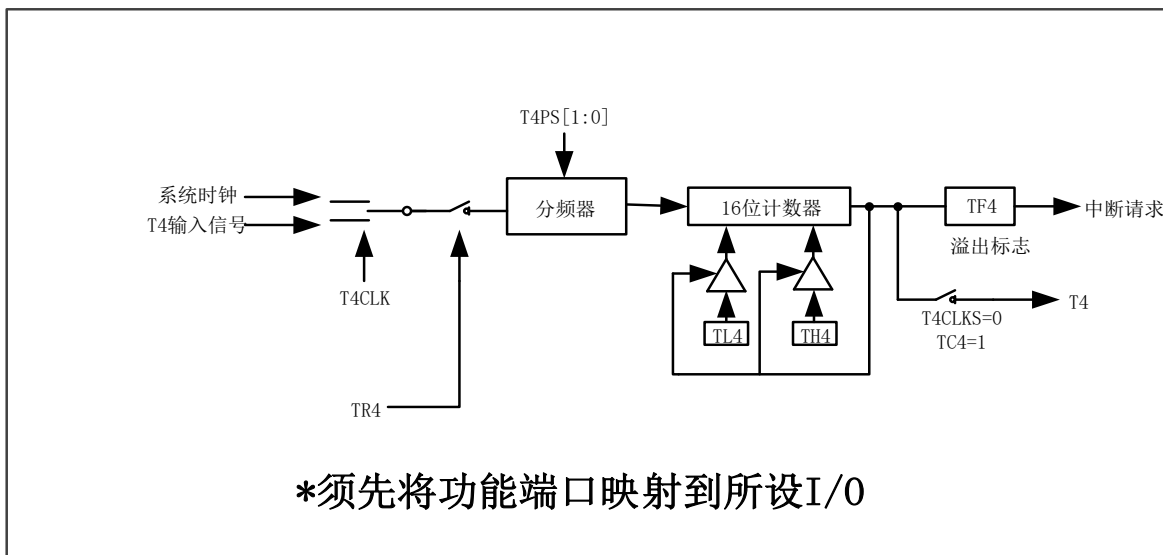 T4PS[1:0]
系统时钟
T4输入信号
分频器
16位计数器
TF4
中断请求
溢出标志
T4CLK
TL4
TH4
T4
T4CLKS=0
TC4=1
TR4
*须先将功能端口映射到所设I/O